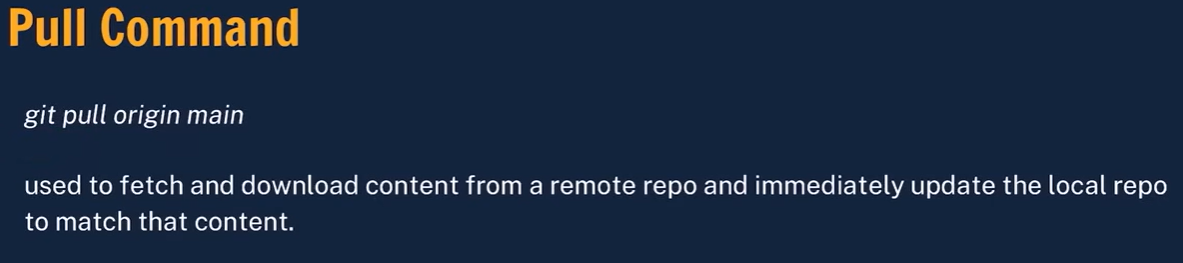 Pull Command
git pull origin main
used to fetch and download content from a remote repo and immediately update the local repo
to match that content.